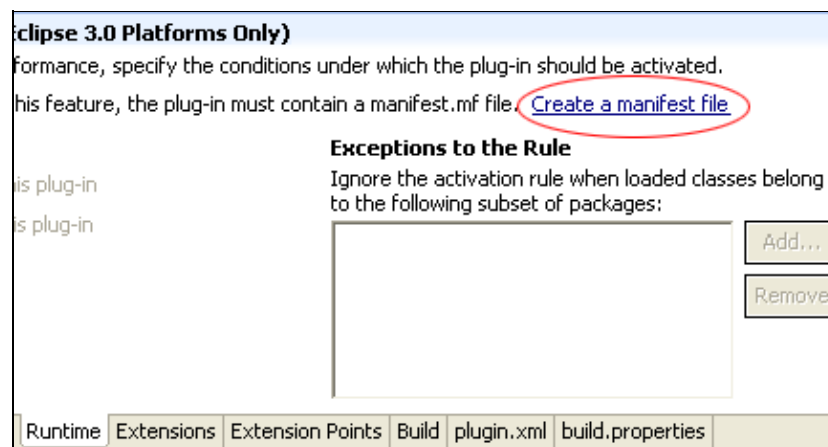 Eclipse 3.0 Platforms Only)
formance, specify the conditions under which the plug-in should be activated.
his feature, the plug-in must contain a manifest.mf file. Create a manifest file
Exceptions to the Rule
his plug-in
Ignore the activation rule when loaded classes belong
to the following subset of packages:
is plug-in
Add...
Remove
Runtime Extensions Extension Points Build plugin.xml build.properties